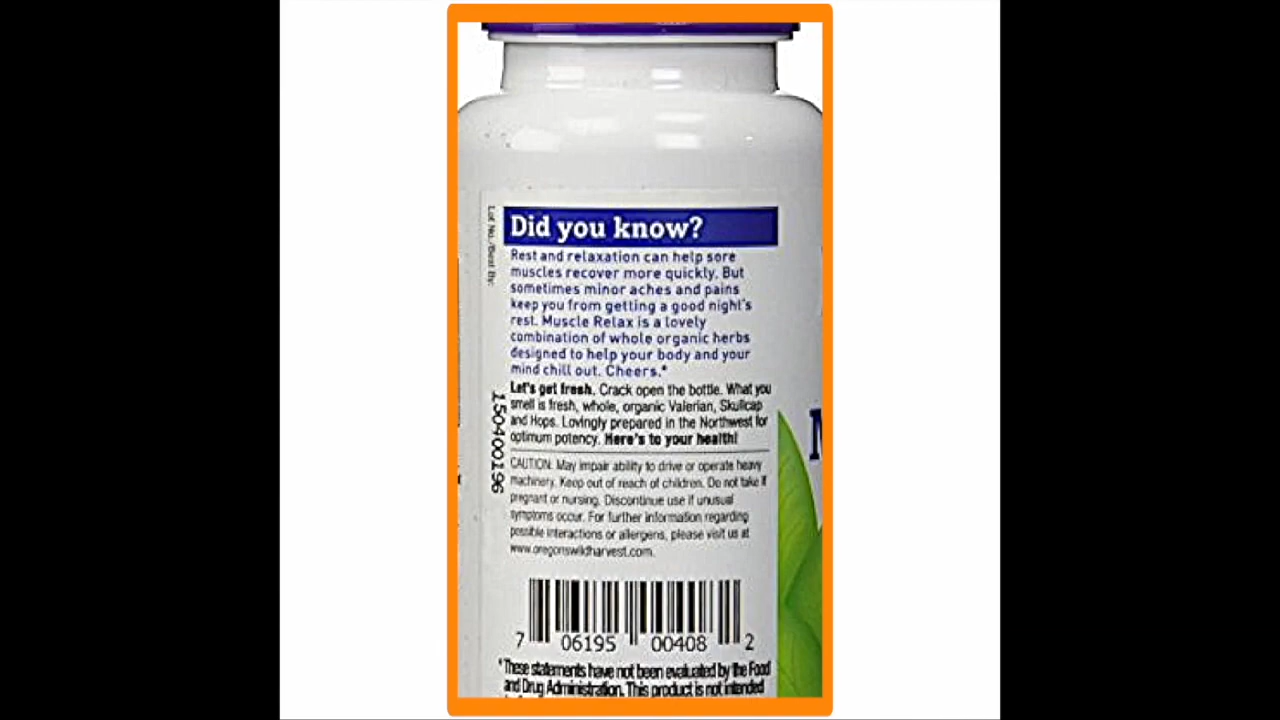 Did you know?
Rest and relaxation can help sore
muscles recover more quickly. But
sometimes minor aches and pains
keep you from getting a good night's
rest. Muscle Relax is a lovely
combination of whole organic herbs
designed to help your body and your
mind chill out. Cheers.*
Let's get fresh. Crack open the bottle. What you
smell is fresh, whole, organic Valerian, Skullcap
and Hops. Lovingly prepared in the Northwest for
optimum potency. Here's to your health!
CAUTION: May impair ability to drive or operate heavy
machinery. Keep out of reach of children. Do not take if
pregnant or nursing. Discontinue use if unusual
symptoms occur. For further information regarding
possible interactions or allergens, please visit us at
www.oregonswildharvest.com.
7 06195 00408 2
*These statements have not been evaluated by the Food
and Drug Administration. This product is not intended
Lot No./Best By:
150400196
M